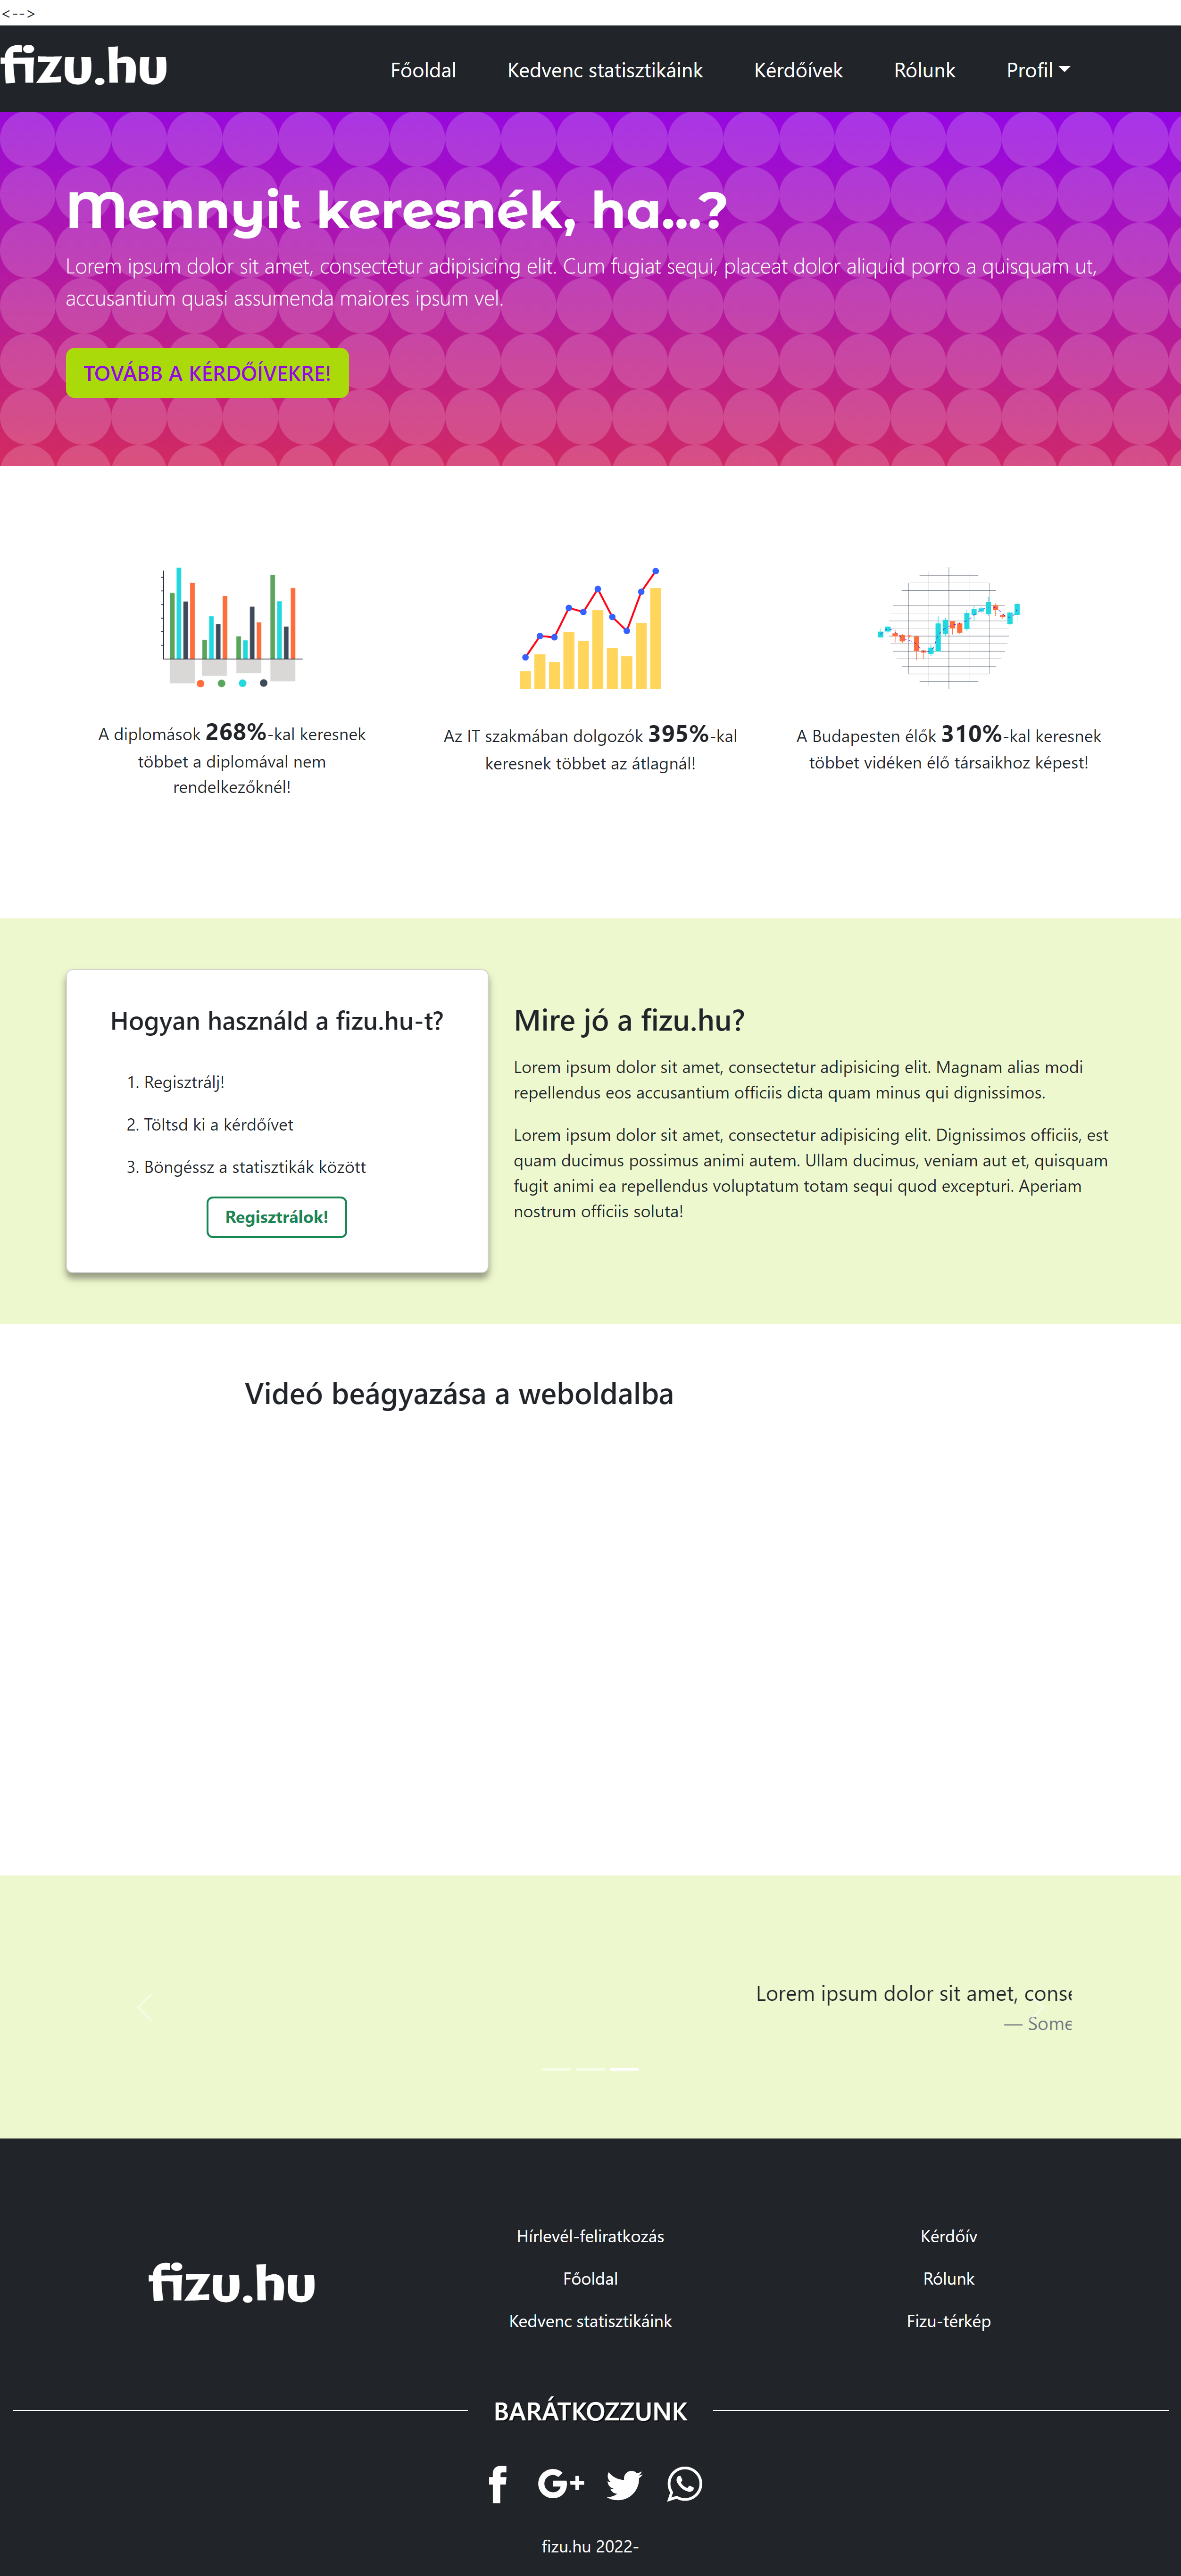 <-->
fizu.hu
Főoldal
Kedvenc statisztikáink
Kérdőívek
Rólunk
Profil
Mennyit keresnék, ha...?
Lorem ipsum dolor sit amet, consectetur adipisicing elit. Cum fugiat sequi, placeat dolor aliquid porro a quisquam ut,
accusantium quasi assumenda maiores ipsum vel.
TOVÁBB A KÉRDŐÍVEKRE!
A diplomások 268%-kal keresnek
többet a diplomával nem
rendelkezőknél!
Az IT szakmában dolgozók 395%-kal
keresnek többet az átlagnál!
A Budapesten élők 310%-kal keresnek
többet vidéken élő társaikhoz képest!
Hogyan használd a fizu.hu-t?
1. Regisztrálj!
2. Töltsd ki a kérdőívet
3. Böngéssz a statisztikák között
Regisztrálok!
Mire jó a fizu.hu?
Lorem ipsum dolor sit amet, consectetur adipisicing elit. Magnam alias modi
repellendus eos accusantium officiis dicta quam minus qui dignissimos.
Lorem ipsum dolor sit amet, consectetur adipisicing elit. Dignissimos officiis, est
quam ducimus possimus animi autem. Ullam ducimus, veniam aut et, quisquam
fugit animi ea repellendus voluptatum totam sequi quod excepturi. Aperiam
nostrum officiis soluta!
Videó beágyazása a weboldalba
Lorem ipsum dolor sit amet, conse
— Some
fizu.hu
Hírlevél-feliratkozás
Főoldal
Kedvenc statisztikáink
Kérdőív
Rólunk
Fizu-térkép
BARÁTKOZZUNK
G+
fizu.hu 2022-